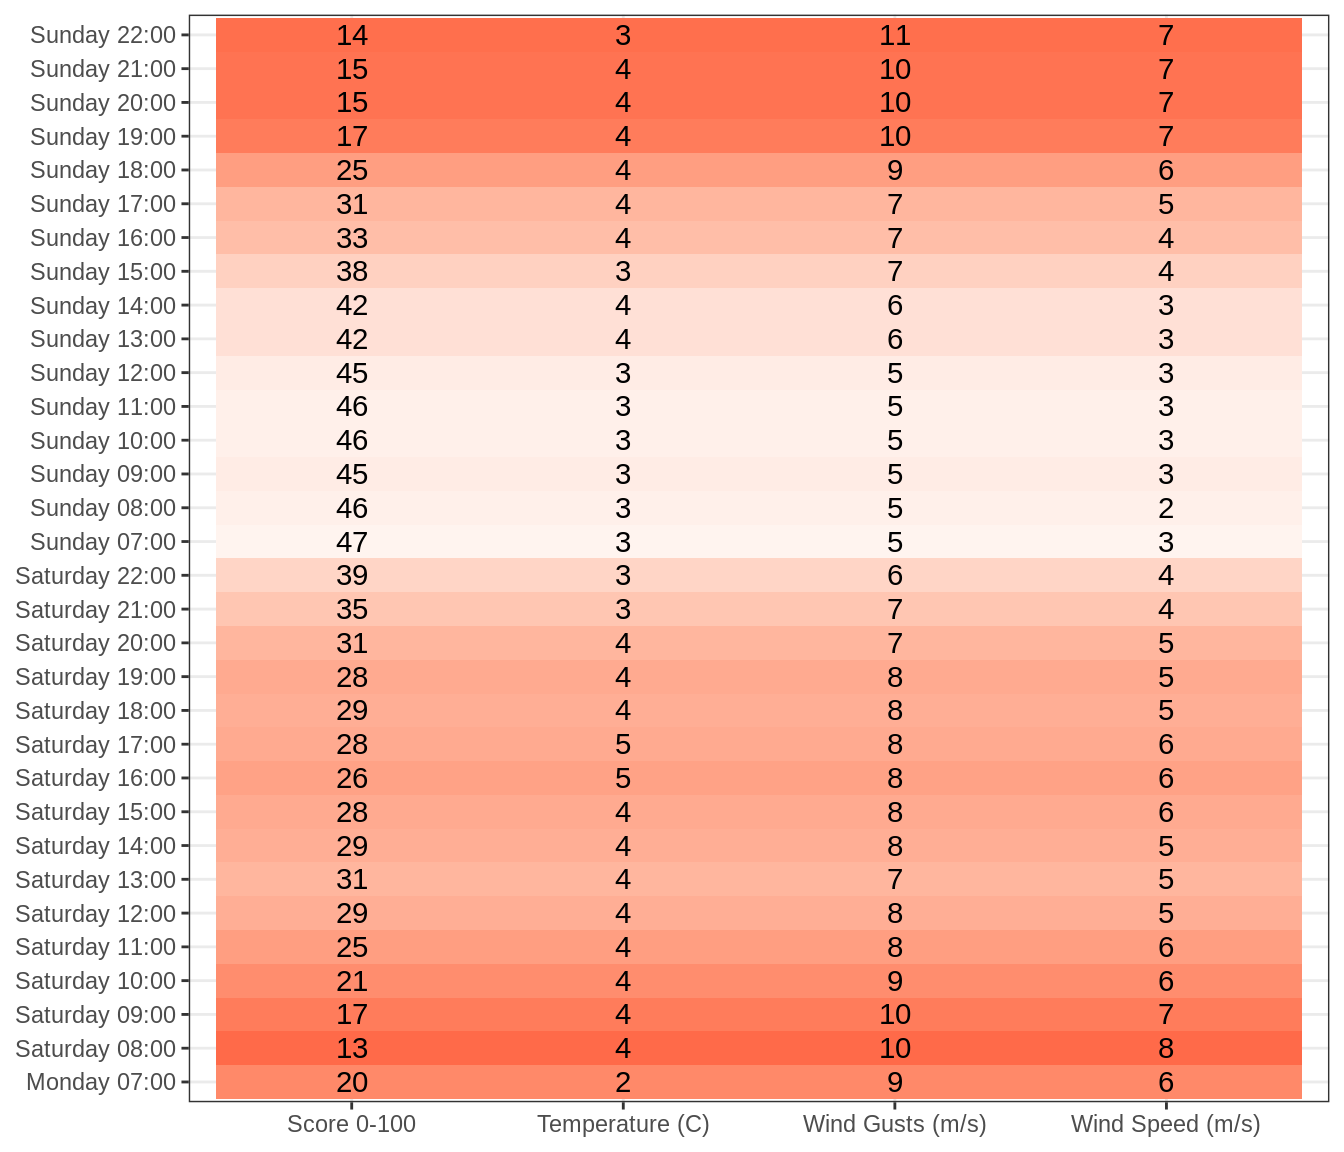 Sunday 22:00 14 3 11 7
Sunday 21:00 15 4 10 7
Sunday 20:00 15 4 10 7
Sunday 19:00 17 4 10 7
Sunday 18:00 25 4 9 6
Sunday 17:00 31 4 7 5
Sunday 16:00 33 4 7 4
Sunday 15:00 38 3 7 4
Sunday 14:00 42 4 6 3
Sunday 13:00 42 4 6 3
Sunday 12:00 45 3 5 3
Sunday 11:00 46 3 5 3
Sunday 10:00 46 3 5 3
Sunday 09:00 45 3 5 3
Sunday 08:00 46 3 5 2
Sunday 07:00 47 3 5 3
Saturday 22:00 39 3 6 4
Saturday 21:00 35 3 7 4
Saturday 20:00 31 4 7 5
Saturday 19:00 28 4 8 5
Saturday 18:00 29 4 8 5
Saturday 17:00 28 5 8 6
Saturday 16:00 26 5 8 6
Saturday 15:00 28 4 8 6
Saturday 14:00 29 4 8 5
Saturday 13:00 31 4 7 5
Saturday 12:00 29 4 8 5
Saturday 11:00 25 4 8 6
Saturday 10:00 21 4 9 6
Saturday 09:00 17 4 10 7
Saturday 08:00 13 4 10 8
Monday 07:00 20 2 9 6
Score 0-100 Temperature (C) Wind Gusts (m/s) Wind Speed (m/s)